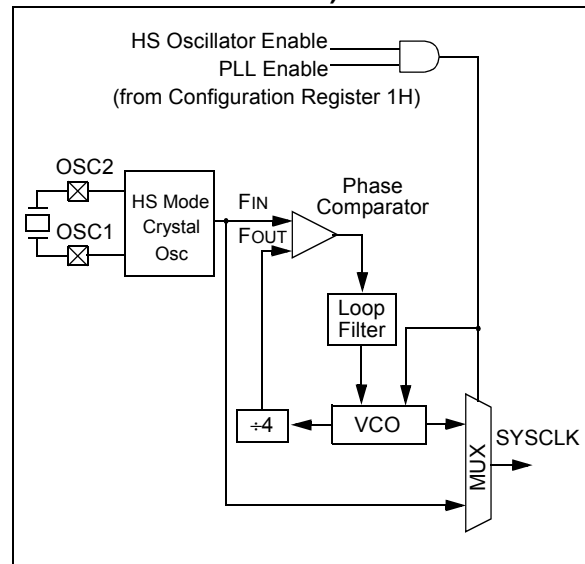 HS Oscillator Enable
PLL Enable
(from Configuration Register 1H)
OSC2
OSC1
HS Mode
Crystal
Osc
FIN
FOUT
Phase
Comparator
Loop
Filter
÷4
VCO
MUX
SYSCLK